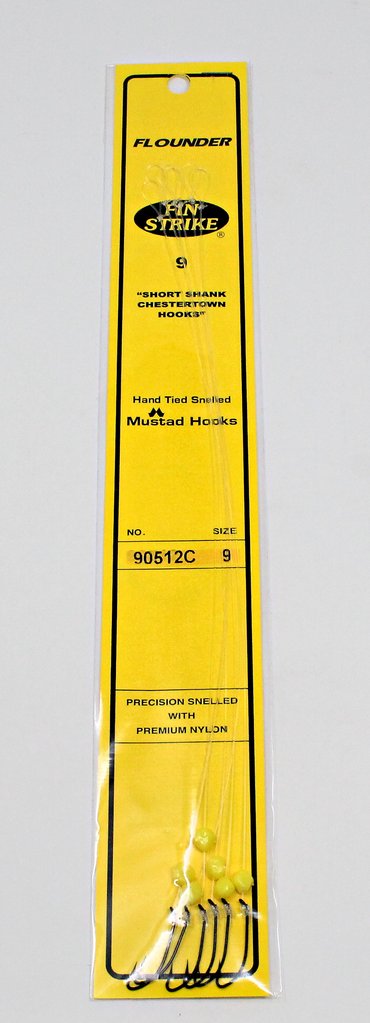 FLOUNDER
FIN
STRIKE®
9
"SHORT SHANK
CHESTERTOWN
HOOKS"
Hand Tied Snelled
Mustad Hooks
NO. SIZE
90512C 9
PRECISION SNELLED
WITH
PREMIUM NYLON